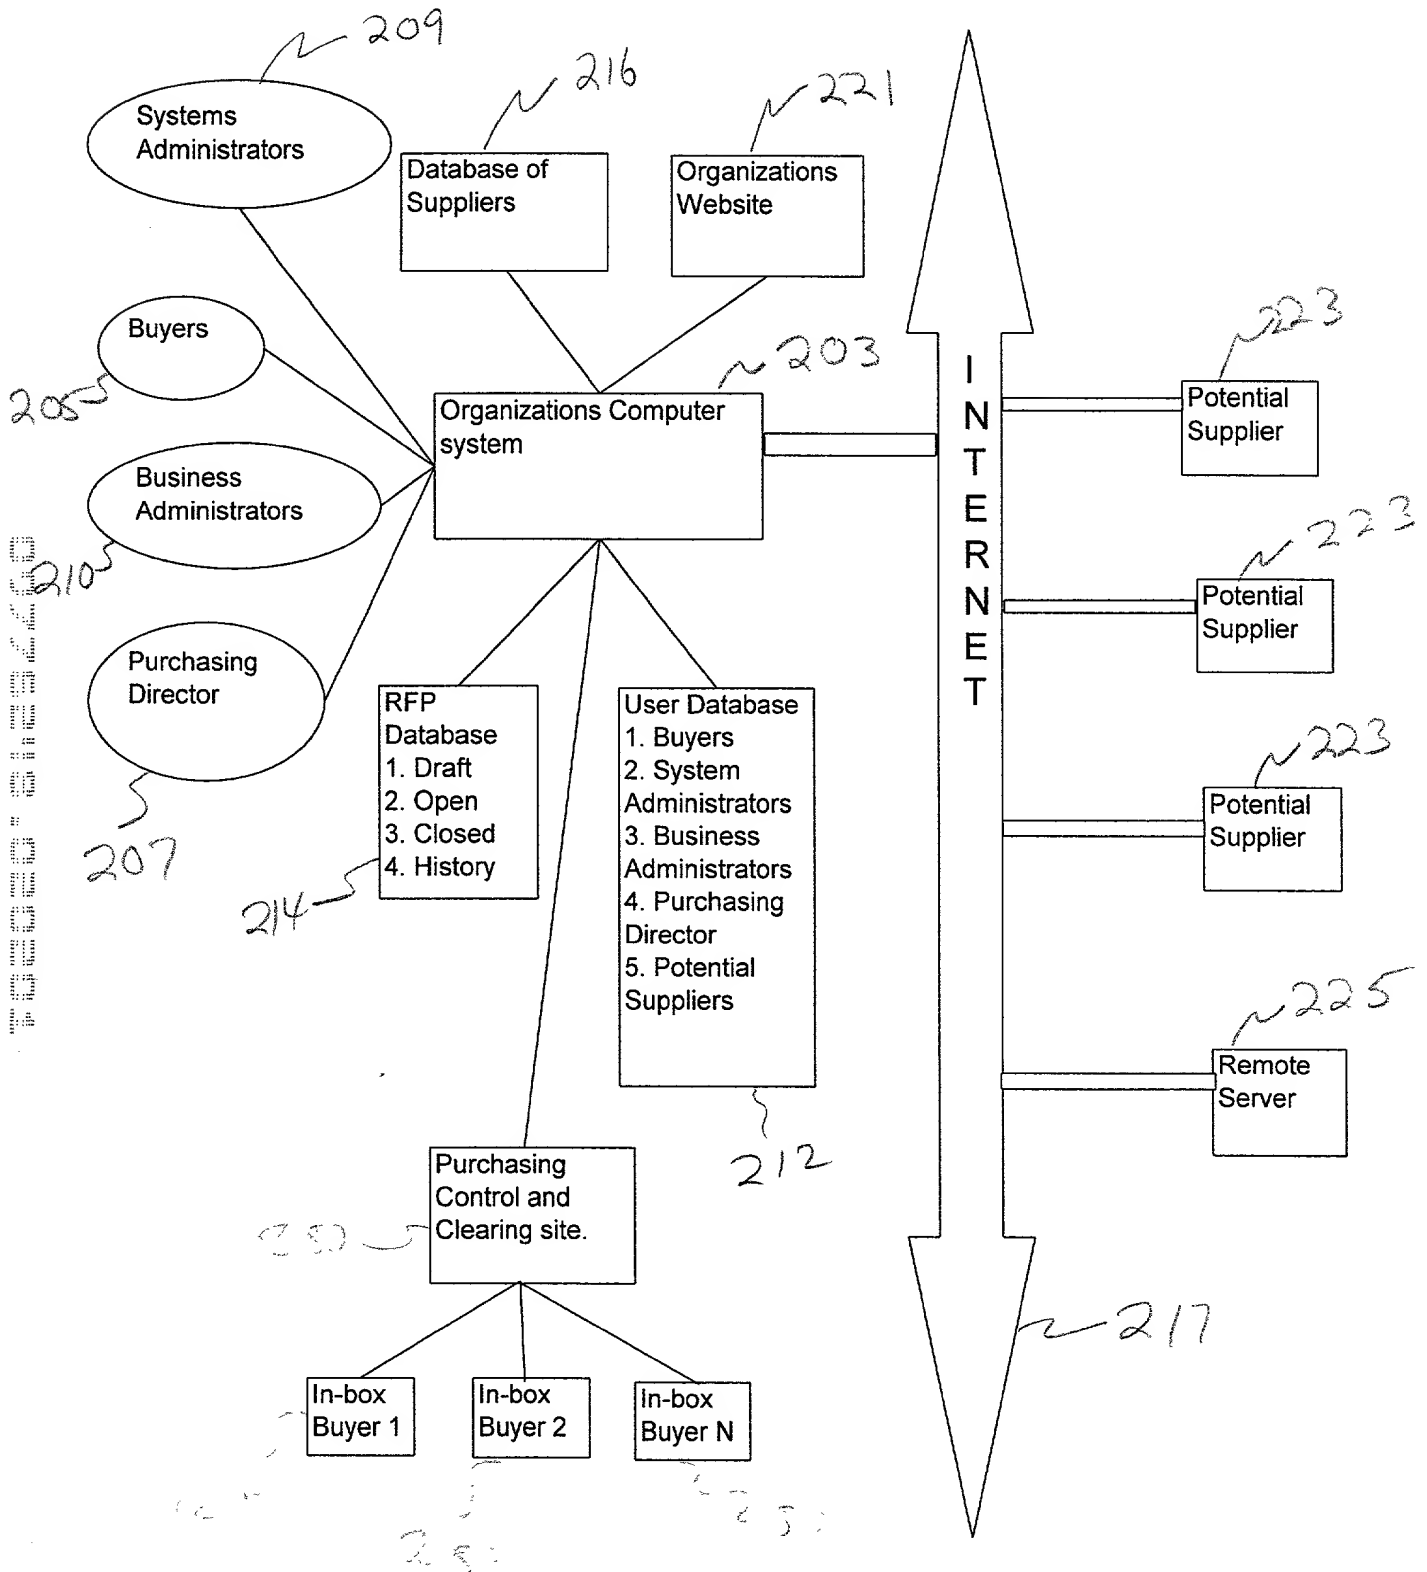 209
Systems
Administrators
216
Database of
Suppliers
221
Organizations
Website
Buyers
205
203
Organizations Computer
system
Business
Administrators
210
Purchasing
Director
207
RFP
Database
1. Draft
2. Open
3. Closed
4. History
214
User Database
1. Buyers
2. System
Administrators
3. Business
Administrators
4. Purchasing
Director
5. Potential
Suppliers
212
Purchasing
Control and
Clearing site.
In-box
Buyer 1
In-box
Buyer 2
In-box
Buyer N
INTERNET
217
223
Potential
Supplier
223
Potential
Supplier
223
Potential
Supplier
225
Remote
Server